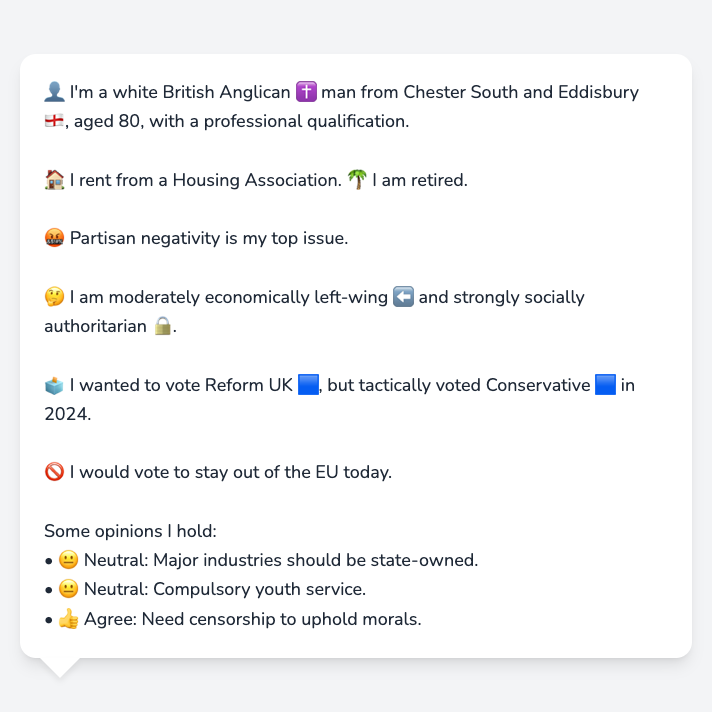 👤 I'm a white British Anglican ✝️ man from Chester South and Eddisbury
🏴󠁧󠁢󠁥󠁮󠁧󠁿, aged 80, with a professional qualification.
🏠 I rent from a Housing Association. 🌴 I am retired.
🤬 Partisan negativity is my top issue.
🤔 I am moderately economically left-wing ⬅️ and strongly socially
authoritarian 🔒.
🗳️ I wanted to vote Reform UK 🟦, but tactically voted Conservative 🟦 in
2024.
🚫 I would vote to stay out of the EU today.
Some opinions I hold:
• 😐 Neutral: Major industries should be state-owned.
• 😐 Neutral: Compulsory youth service.
• 👍 Agree: Need censorship to uphold morals.